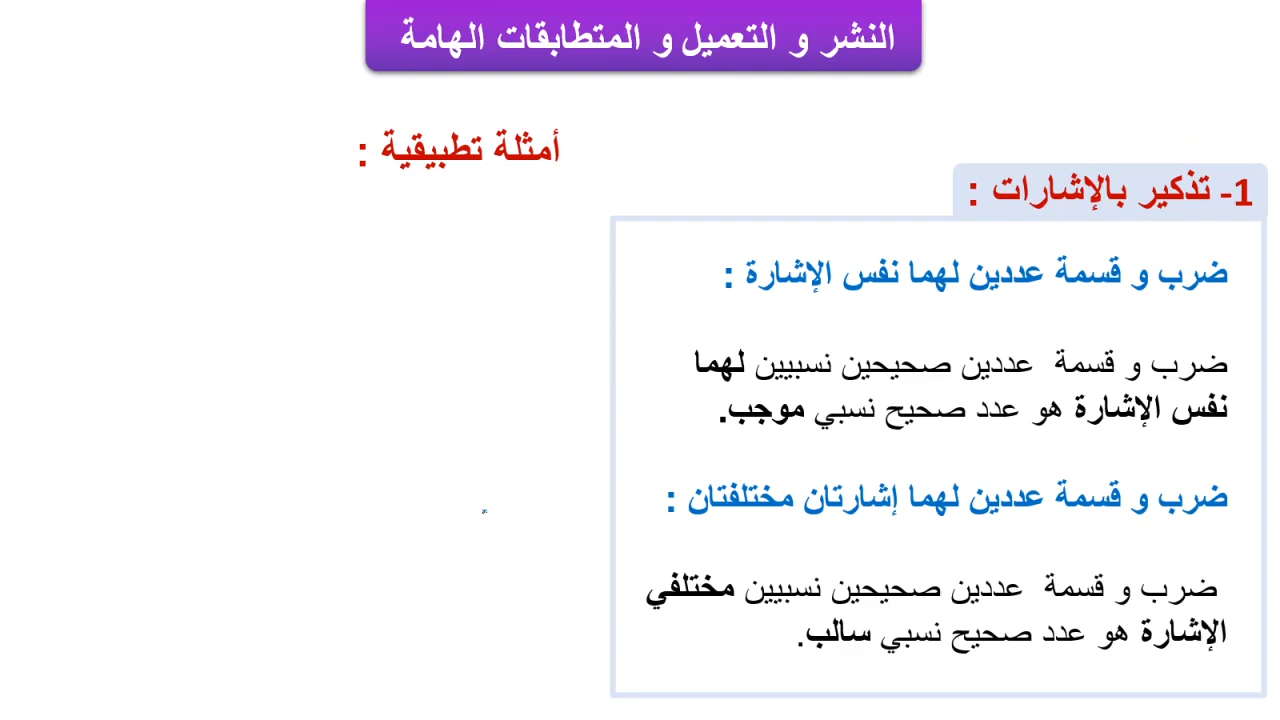 النشر و التعميل و المتطابقات الهامة
أمثلة تطبيقية :
1- تذكير بالإشارات :
ضرب و قسمة عددين لهما نفس الإشارة :
ضرب و قسمة عددين صحيحين نسبيين لهما
نفس الإشارة هو عدد صحيح نسبي موجب.
ضرب و قسمة عددين لهما إشارتان مختلفتان :
ضرب و قسمة عددين صحيحين نسبيين مختلفي
الإشارة هو عدد صحيح نسبي سالب.